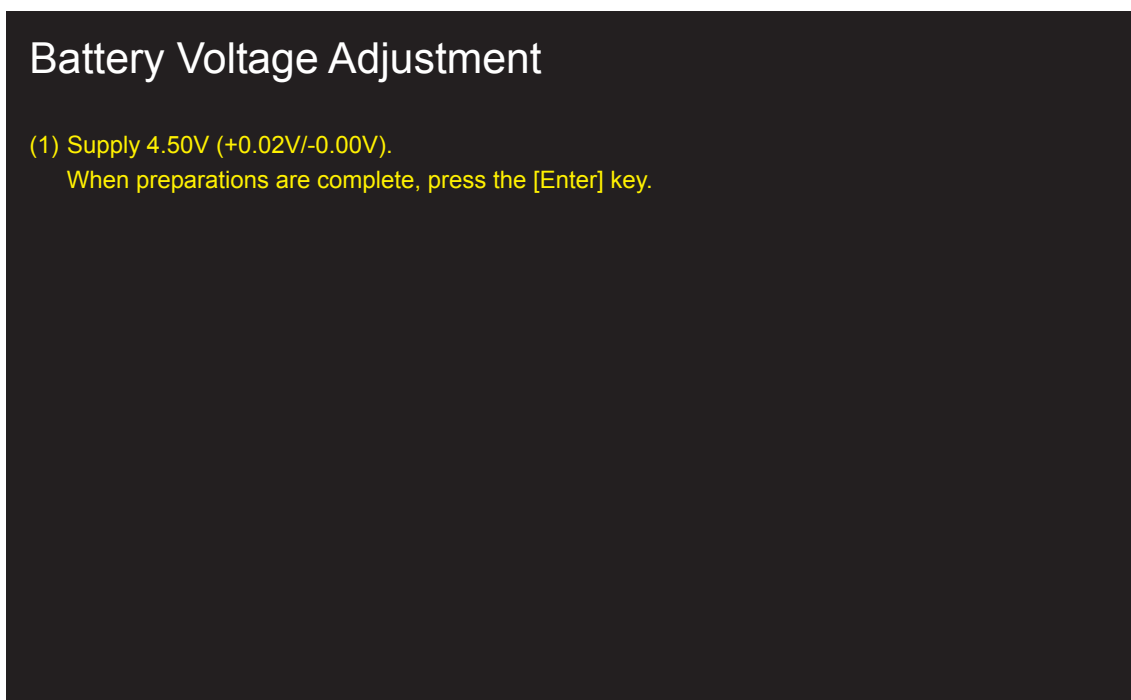 Battery Voltage Adjustment
(1) Supply 4.50V (+0.02V/-0.00V).
When preparations are complete, press the [Enter] key.